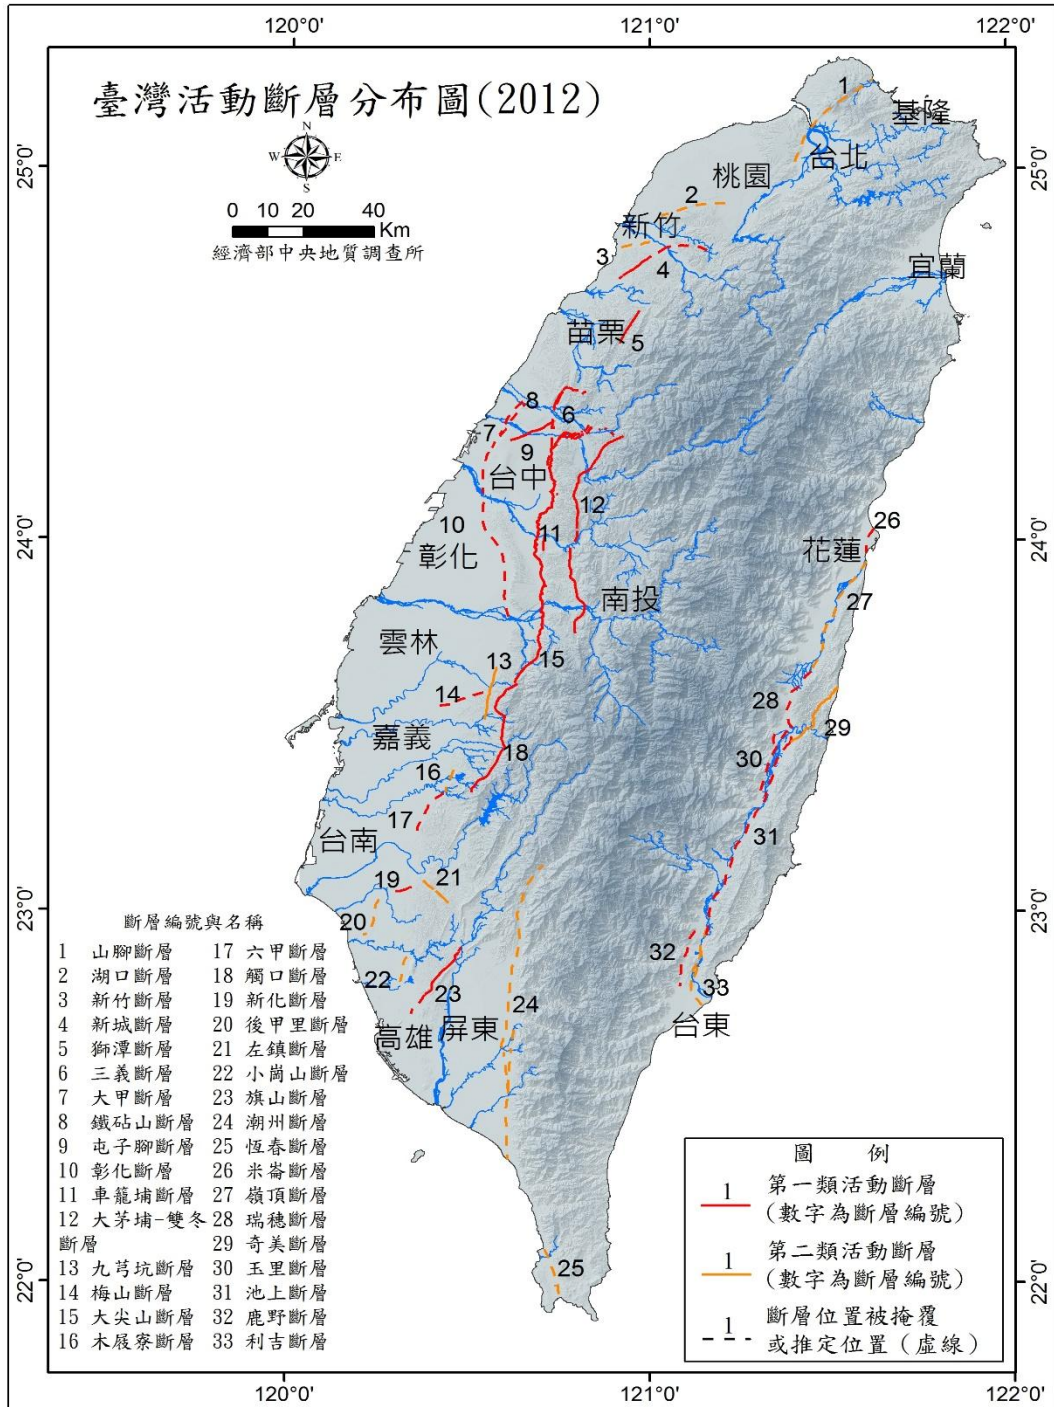 120°0'
121°0'
122°0'
臺灣活動斷層分布圖(2012)
N
W
E
S
0 10 20 40
Km
經濟部中央地質調查所
25°0'
25°0'
24°0'
24°0'
23°0'
23°0'
22°0'
22°0'
1
基隆
台北
桃園
2
新竹
3
4
宜蘭
苗栗
5
8
6
7
9
台中
12
10
11
26
彰化
花蓮
南投
27
雲林
13
15
14
28
嘉義
29
18
16
30
17
31
台南
19
21
20
32
22
33
23
24
台東
高雄
屏東
25
斷層編號與名稱
1 山腳斷層
2 湖口斷層
3 新竹斷層
4 新城斷層
5 獅潭斷層
6 三義斷層
7 大甲斷層
8 鐵砧山斷層
9 屯子腳斷層
10 彰化斷層
11 車籠埔斷層
12 大茅埔-雙冬
斷層
13 九芎坑斷層
14 梅山斷層
15 大尖山斷層
16 木屐寮斷層
17 六甲斷層
18 觸口斷層
19 新化斷層
20 後甲里斷層
21 左鎮斷層
22 小崗山斷層
23 旗山斷層
24 潮州斷層
25 恆春斷層
26 米崙斷層
27 嶺頂斷層
28 瑞穗斷層
29 奇美斷層
30 玉里斷層
31 池上斷層
32 鹿野斷層
33 利吉斷層
圖 例
1 第一類活動斷層
(數字為斷層編號)
1 第二類活動斷層
(數字為斷層編號)
1 斷層位置被掩覆
或推定位置(虛線)
120°0'
121°0'
122°0'